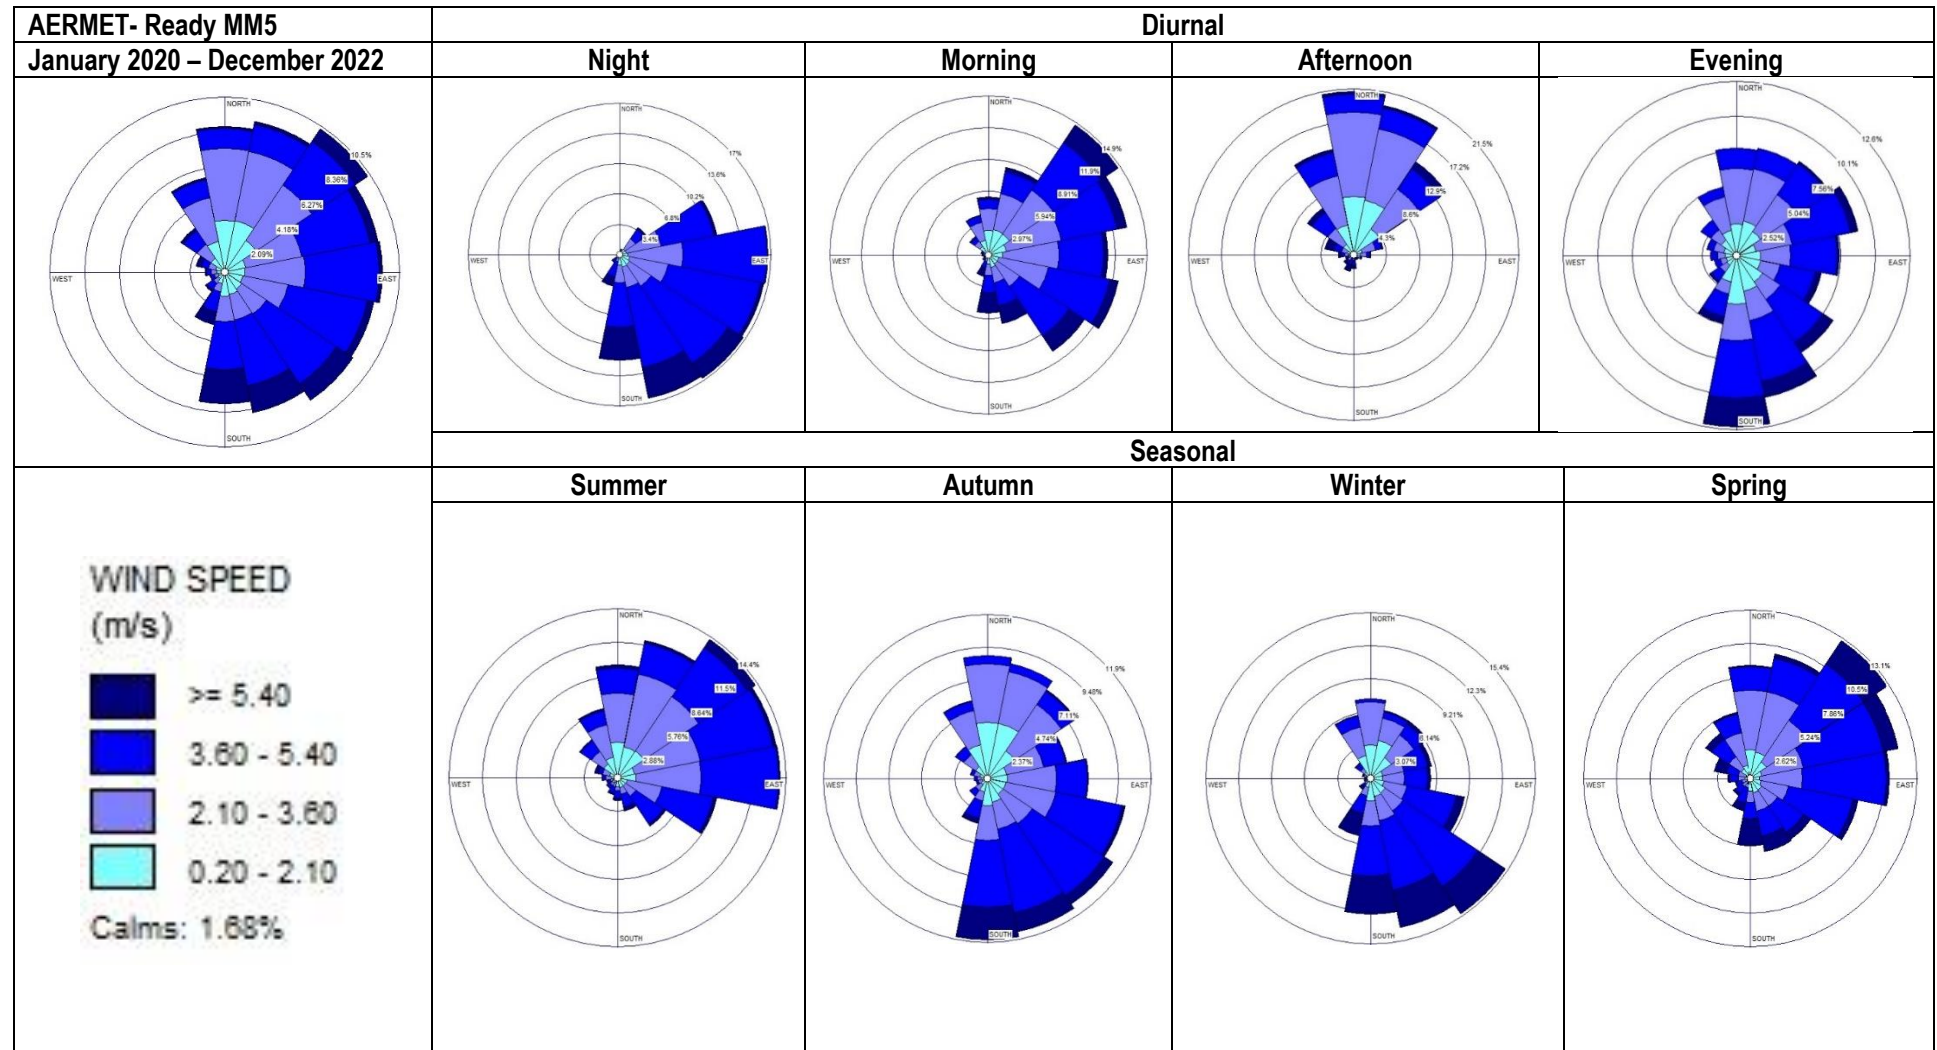 AERMET- Ready MM5
Diurnal
January 2020 – December 2022
Night
Morning
Afternoon
Evening
NORTH
10.5%
8.36%
6.27%
4.18%
2.09%
WEST
EAST
SOUTH
NORTH
17%
13.6%
10.2%
6.8%
3.4%
WEST
EAST
SOUTH
NORTH
14.9%
11.9%
8.91%
5.94%
2.97%
WEST
EAST
SOUTH
NORTH
21.5%
17.2%
12.9%
8.6%
4.3%
WEST
EAST
SOUTH
NORTH
12.6%
10.1%
7.56%
5.04%
2.52%
WEST
EAST
SOUTH
Seasonal
Summer
Autumn
Winter
Spring
WIND SPEED
(m/s)
>= 5.40
3.60 - 5.40
2.10 - 3.60
0.20 - 2.10
Calms: 1.68%
NORTH
14.4%
11.5%
8.64%
5.76%
2.88%
WEST
EAST
SOUTH
NORTH
11.9%
9.48%
7.11%
4.74%
2.37%
WEST
EAST
SOUTH
NORTH
15.4%
12.3%
9.21%
6.14%
3.07%
WEST
EAST
SOUTH
NORTH
13.1%
10.5%
7.86%
5.24%
2.62%
WEST
EAST
SOUTH